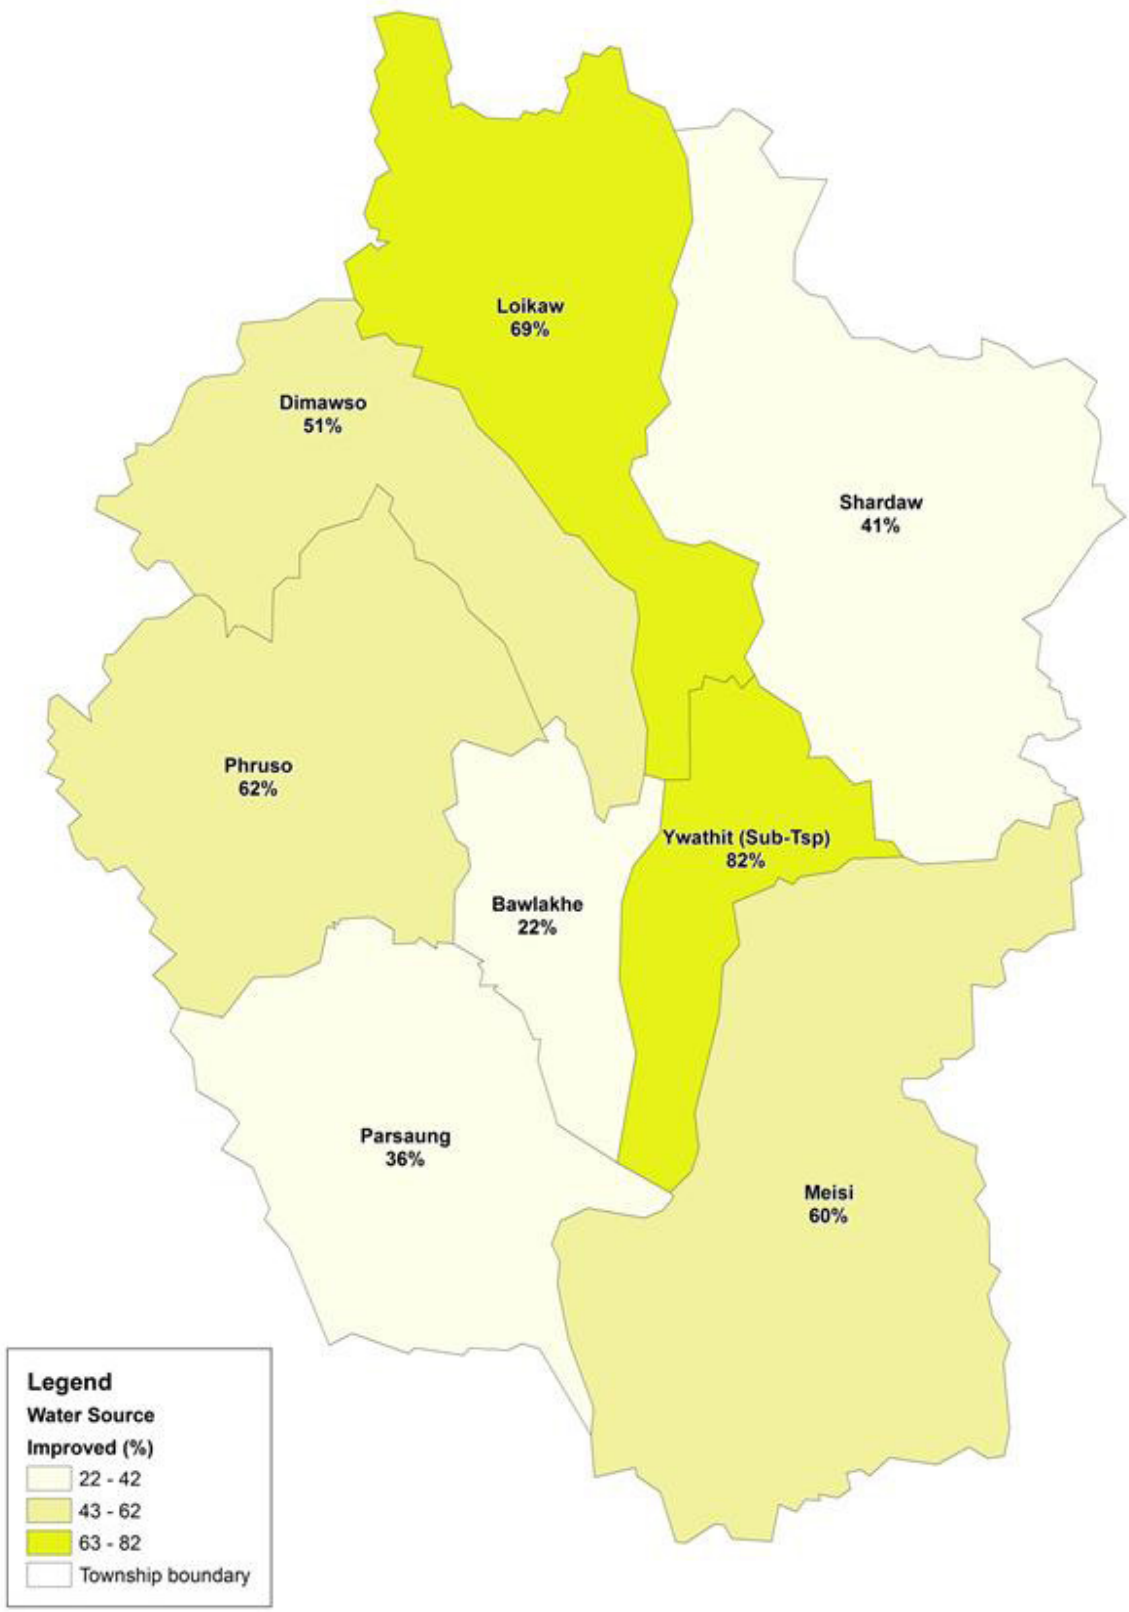 Loikaw
69%
Dimawso
51%
Shardaw
41%
Phruso
62%
Ywathit (Sub-Tsp)
82%
Bawlakhe
22%
Parsaung
36%
Meisi
60%
Legend
Water Source
Improved (%)
22 - 42
43 - 62
63 - 82
Township boundary